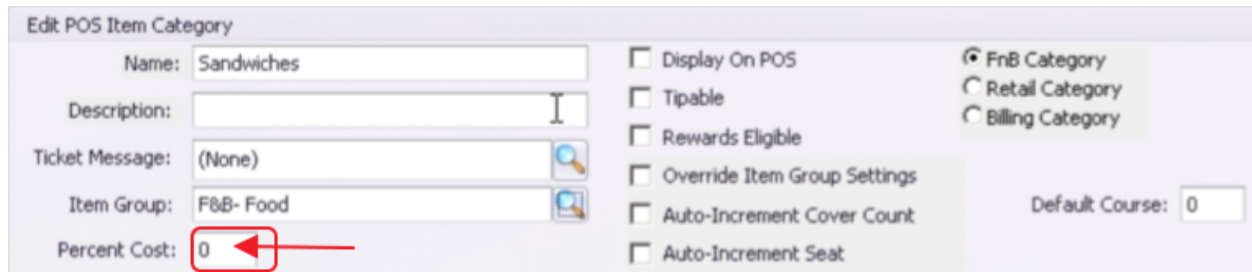 Edit POS Item Category
Name: Sandwiches
Description:
Ticket Message: (None)
Item Group: F&B- Food
Percent Cost: 0
Display On POS
Tipable
Rewards Eligible
Override Item Group Settings
Auto-Increment Cover Count
Auto-Increment Seat
FnB Category
Retail Category
Billing Category
Default Course: 0